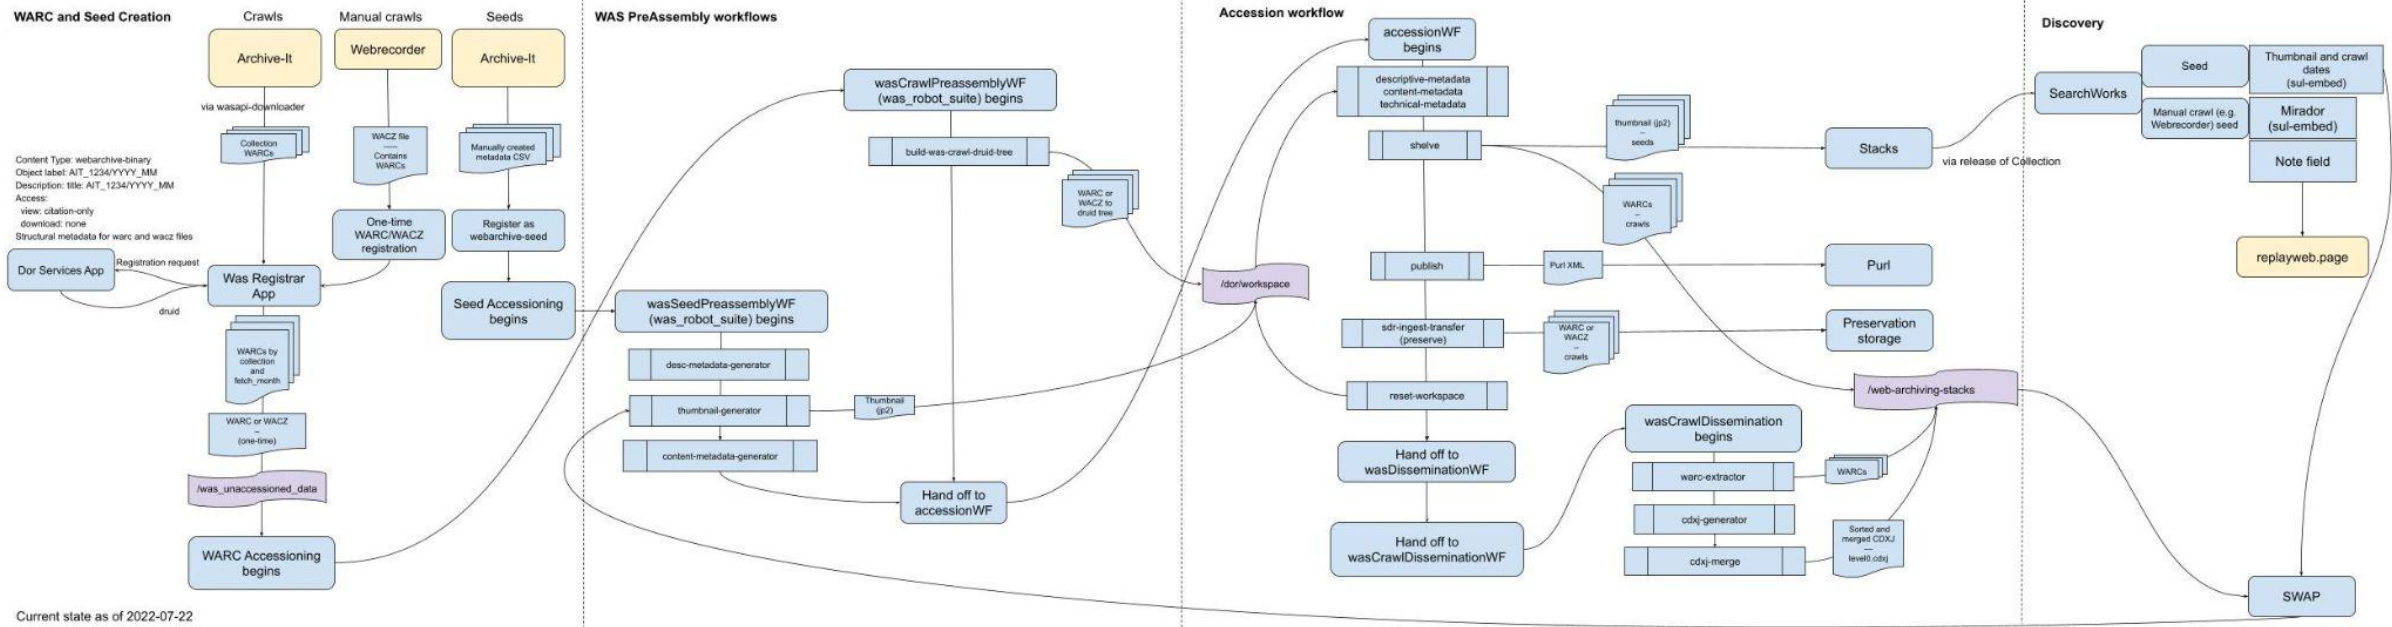 WARC and Seed Creation
Crawls
Manual crawls
Seeds
Archive-It
Webrecorder
Archive-It
via wasapi-downloader
Collection
WARCs
WACZ file
-----
Contains
WARCs
Manually created
metadata CSV
Content Type: webarchive-binary
Object label: AIT_1234/YYYY_MM
Description: title: AIT_1234/YYYY_MM
Access:
view: citation-only
download: none
Structural metadata for warc and wacz files
One-time
WARC/WACZ
registration
Register as
webarchive-seed
Dor Services App
Registration request
druid
Was Registrar
App
Seed Accessioning
begins
WARCs by
collection
and
fetch_month
WARC or WACZ
–
(one-time)
/was_unaccessioned_data
WARC Accessioning
begins
Current state as of 2022-07-22
WAS PreAssembly workflows
wasCrawlPreassemblyWF
(was_robot_suite) begins
build-was-crawl-druid-tree
WARC or
WACZ to
druid tree
wasSeedPreassemblyWF
(was_robot_suite) begins
desc-metadata-generator
thumbnail-generator
Thumbnail
(jp2)
content-metadata-generator
Hand off to
accessionWF
/dor/workspace
Accession workflow
accessionWF
begins
descriptive-metadata
content-metadata
technical-metadata
shelve
thumbnail (jp2)
–
seeds
Stacks
WARCs
–
crawls
publish
Purl XML
Purl
sdr-ingest-transfer
(preserve)
WARC or
WACZ
–
crawls
Preservation
storage
reset-workspace
/web-archiving-stacks
Hand off to
wasDisseminationWF
Hand off to
wasCrawlDisseminationWF
wasCrawlDissemination
begins
warc-extractor
WARCs
cdxj-generator
cdxj-merge
Sorted and
merged CDXJ
—
level0.cdxj
Discovery
via release of Collection
SearchWorks
Seed
Thumbnail and crawl
dates
(sul-embed)
Manual crawl (e.g.
Webrecorder) seed
Mirador
(sul-embed)
Note field
replayweb.page
SWAP